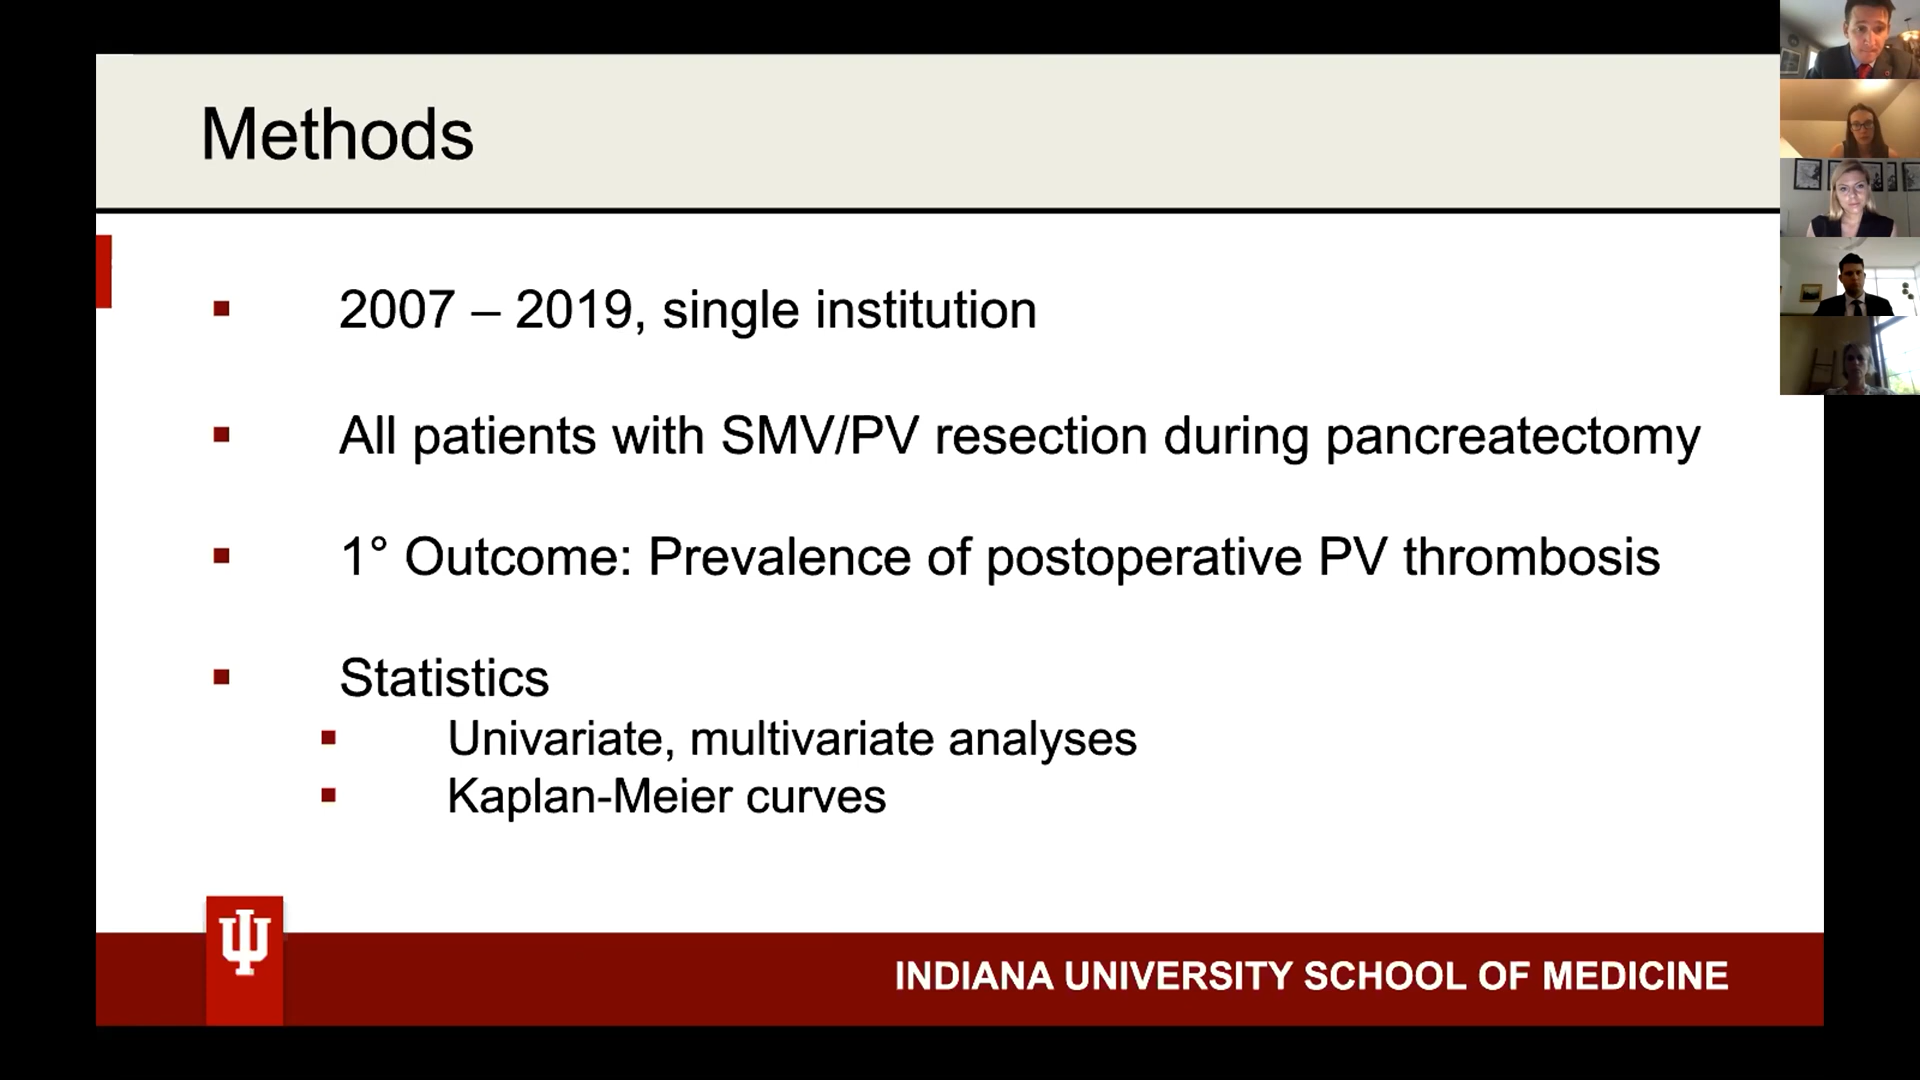 Methods
2007 – 2019, single institution
All patients with SMV/PV resection during pancreatectomy
1° Outcome: Prevalence of postoperative PV thrombosis
Statistics
Univariate, multivariate analyses
Kaplan-Meier curves
INDIANA UNIVERSITY SCHOOL OF MEDICINE